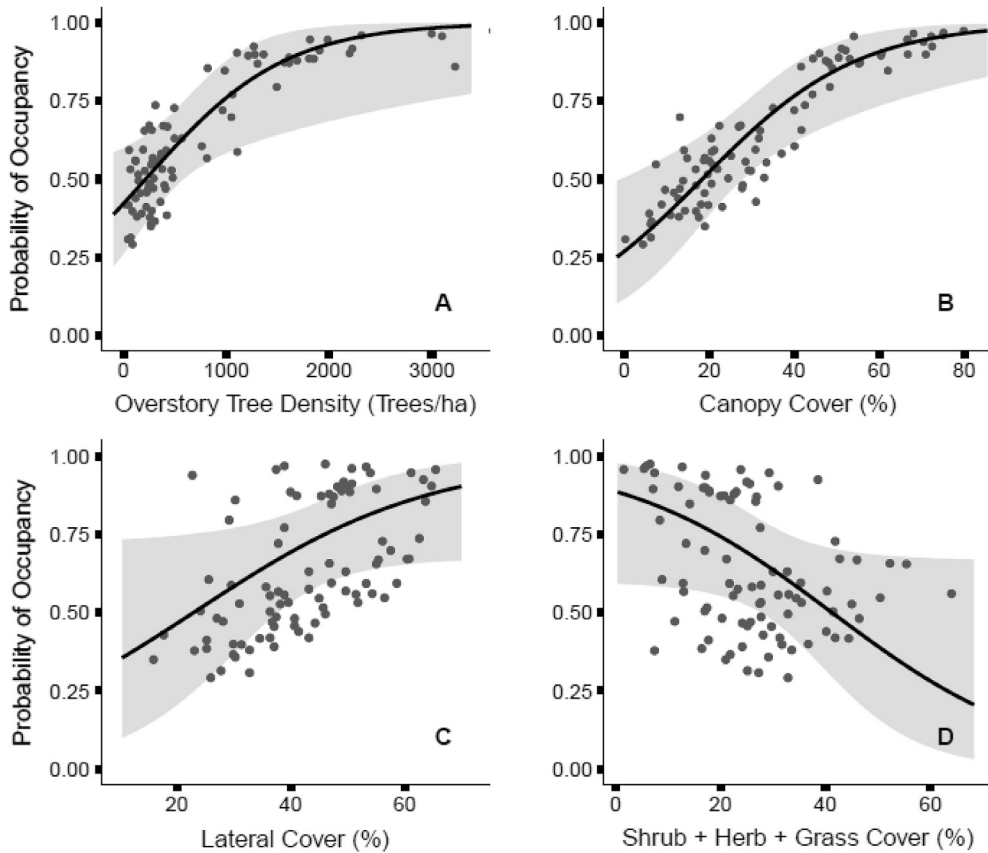 Probability of Occupancy
1.00
0.75
0.50
0.25
0.00
A
0 1000 2000 3000
Overstory Tree Density (Trees/ha)
1.00
0.75
0.50
0.25
0.00
B
0 20 40 60 80
Canopy Cover (%)
Probability of Occupancy
1.00
0.75
0.50
0.25
0.00
C
20 40 60
Lateral Cover (%)
1.00
0.75
0.50
0.25
0.00
D
0 20 40 60
Shrub + Herb + Grass Cover (%)